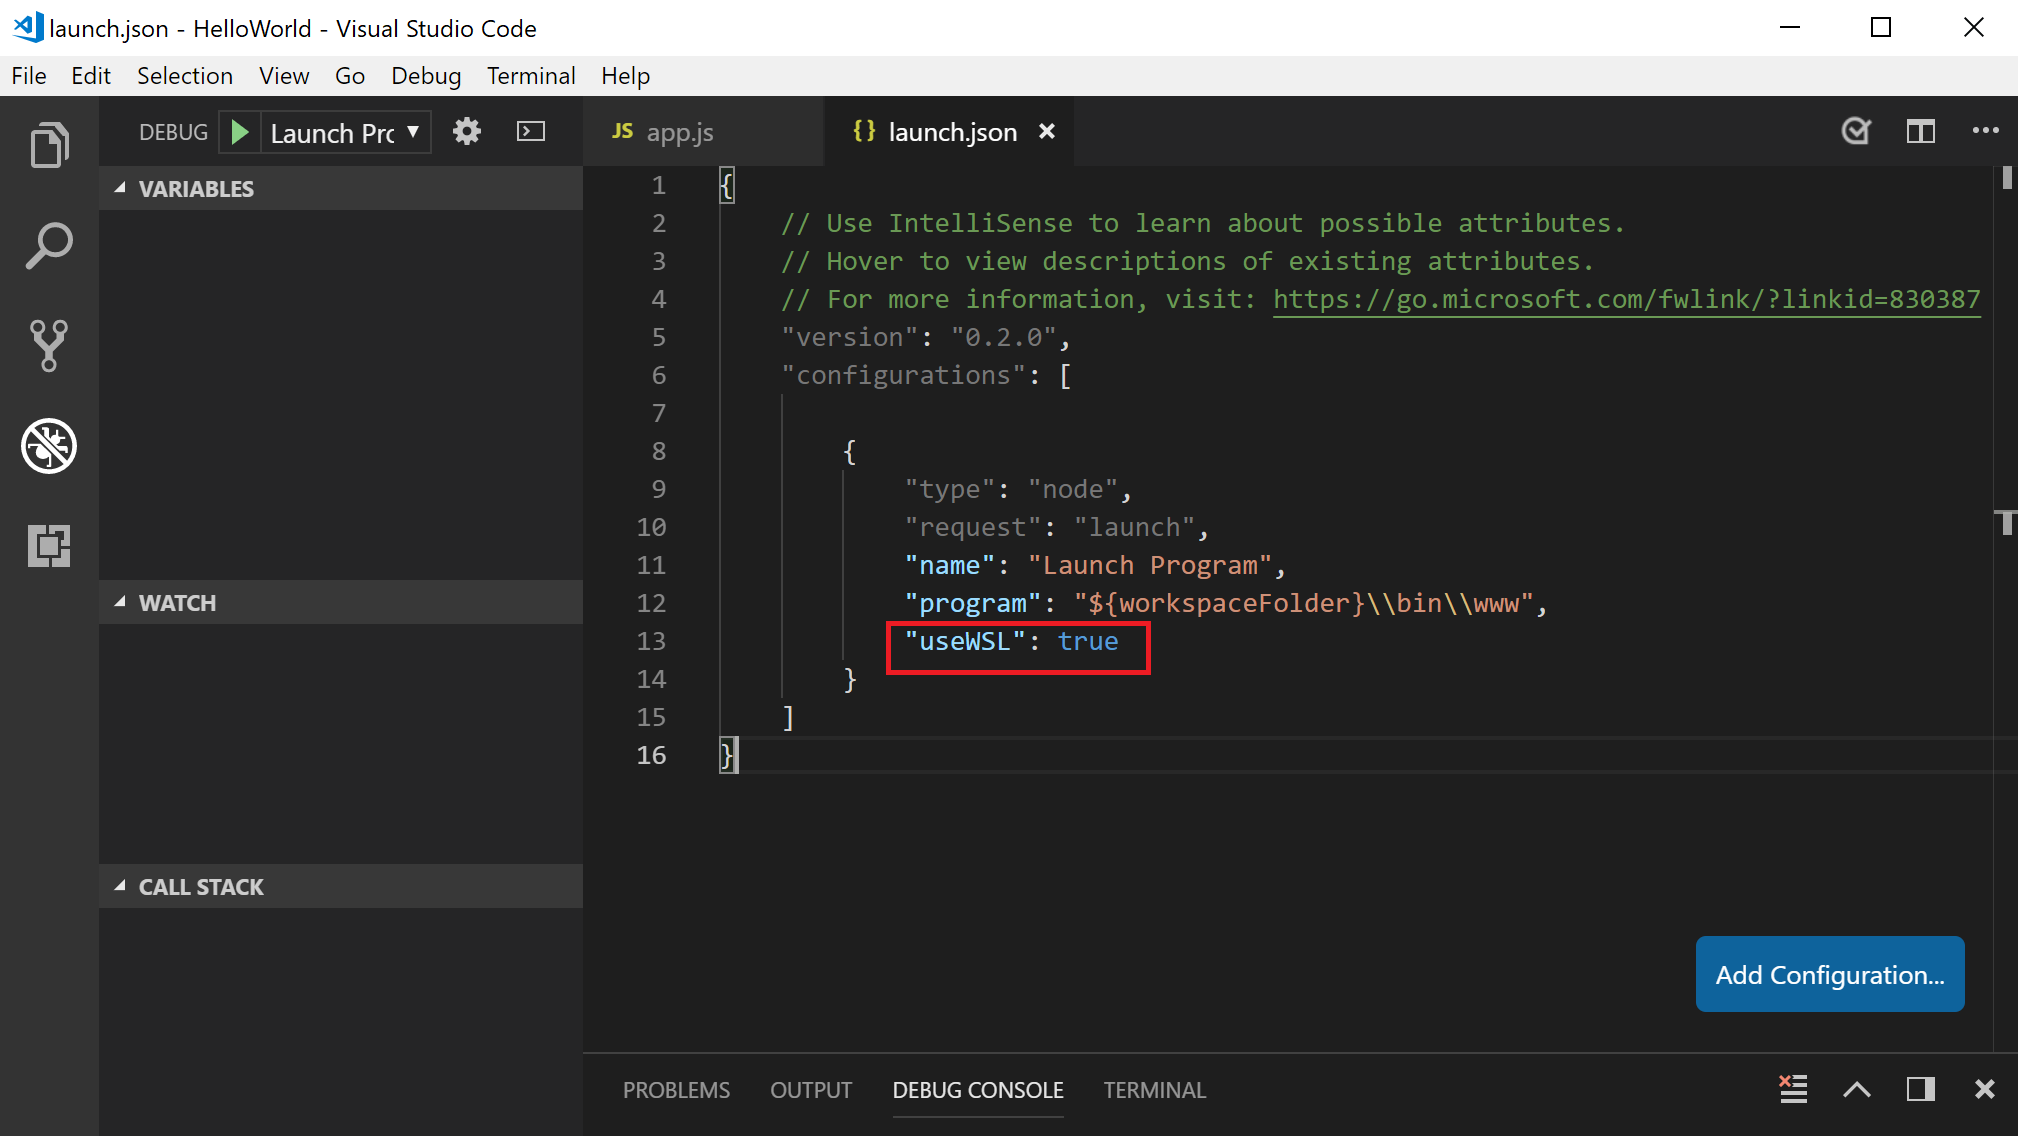 launch.json - HelloWorld - Visual Studio Code
File Edit Selection View Go Debug Terminal Help
DEBUG Launch Prc
JS app.js {} launch.json
VARIABLES
WATCH
CALL STACK
1 {
2 // Use IntelliSense to learn about possible attributes.
3 // Hover to view descriptions of existing attributes.
4 // For more information, visit: https://go.microsoft.com/fwlink/?linkid=830387
5 "version": "0.2.0",
6 "configurations": [
7
8 {
9 "type": "node",
10 "request": "launch",
11 "name": "Launch Program",
12 "program": "${workspaceFolder}\\bin\\www",
13 "useWSL": true
14 }
15 ]
16 }
Add Configuration...
PROBLEMS OUTPUT DEBUG CONSOLE TERMINAL